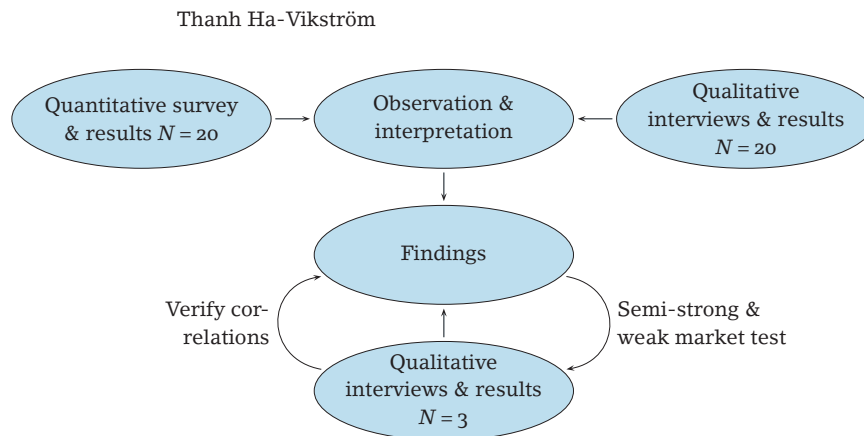 Thanh Ha-Vikström
Quantitative survey
& results N = 20
Observation &
interpretation
Qualitative
interviews & results
N = 20
Findings
Verify cor-
relations
Semi-strong &
weak market test
Qualitative
interviews & results
N = 3